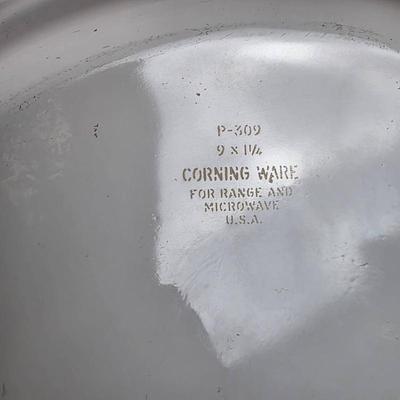 P-309
9 x 1¼
CORNING WARE
FOR RANGE AND
MICROWAVE
U.S.A.